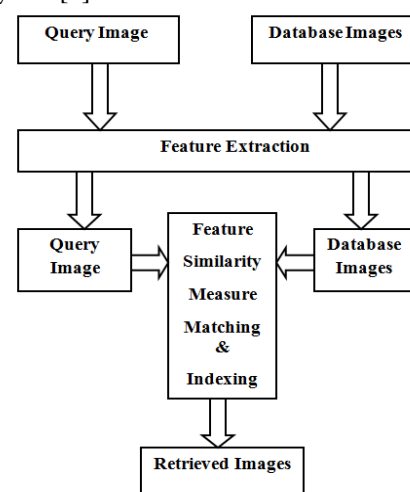 Query Image
Database Images
Feature Extraction
Query
Image
Feature
Similarity
Measure
Matching
&
Indexing
Database
Images
Retrieved Images